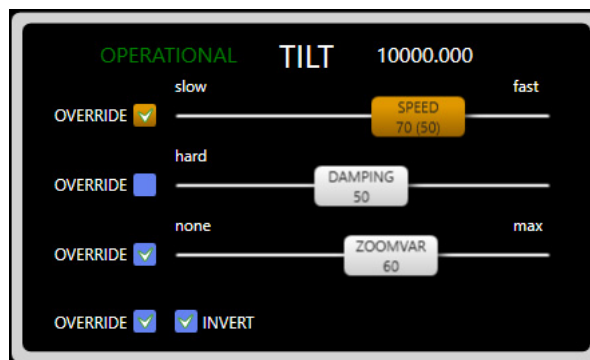 OPERATIONAL TILT 10000.000
slow fast
OVERRIDE SPEED
70 (50)
hard
OVERRIDE DAMPING
50
none max
OVERRIDE ZOOMVAR
60
OVERRIDE INVERT